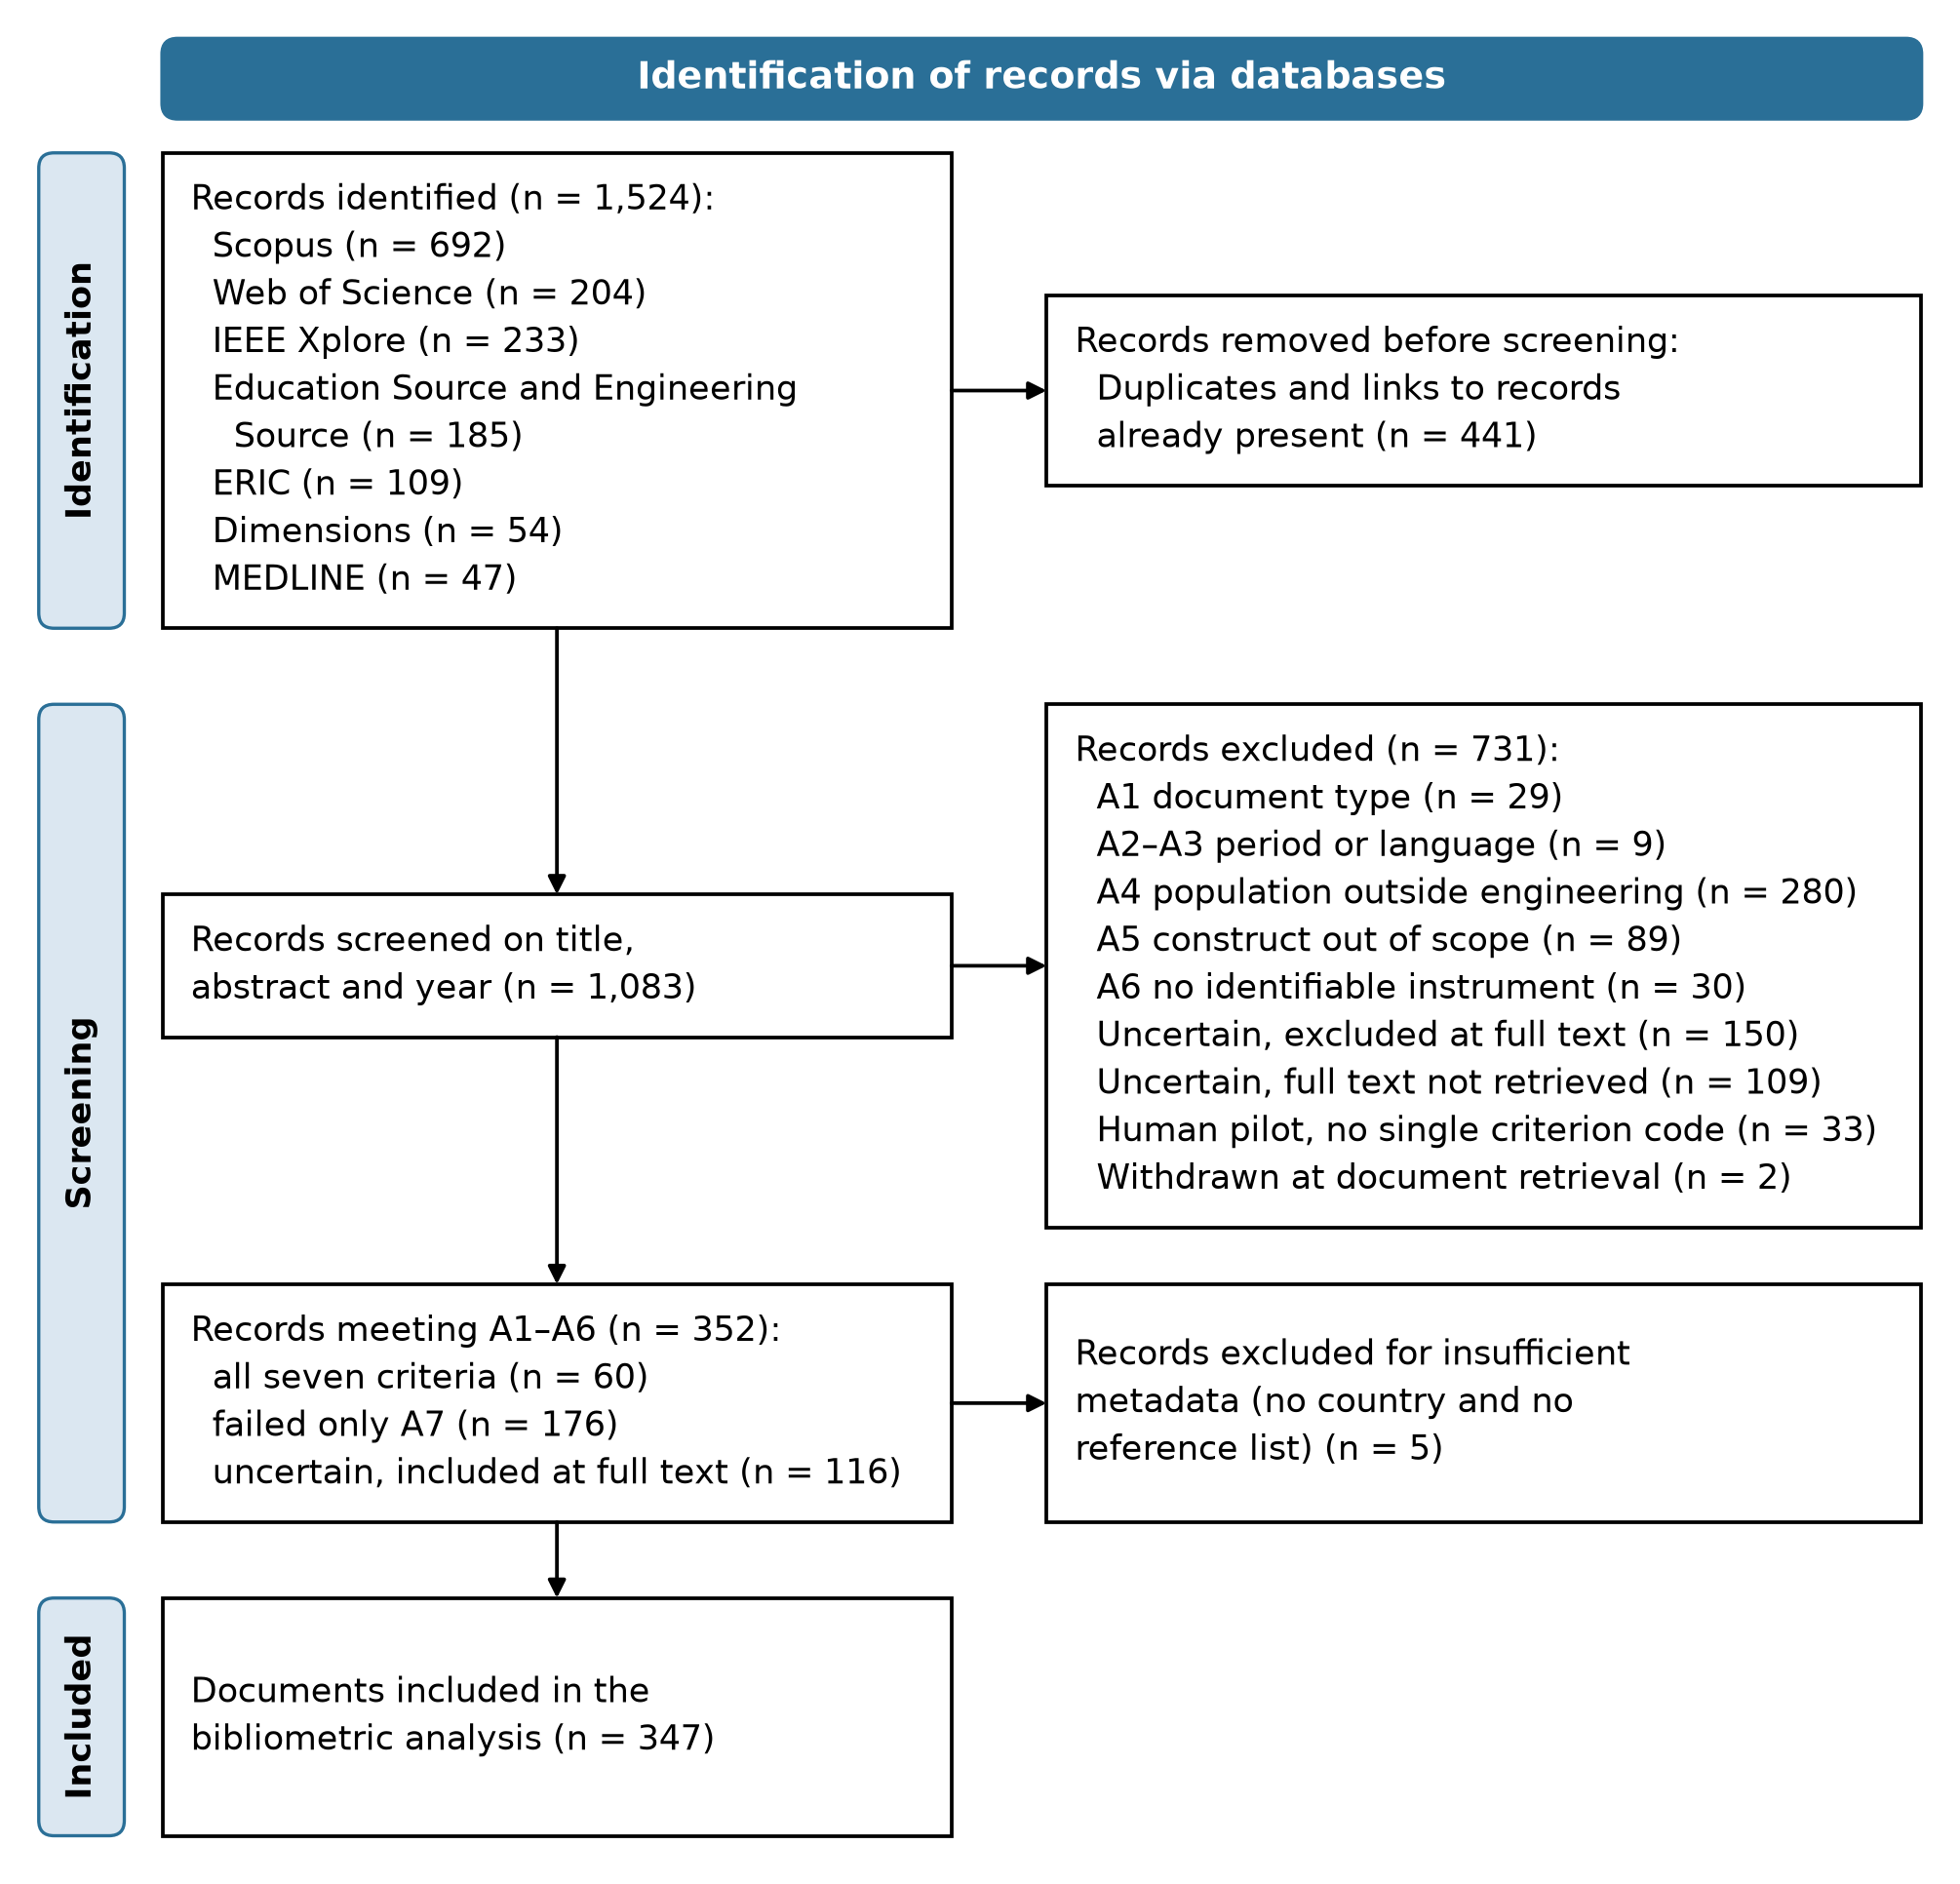 Identification of records via databases
Identification
Records identified (n = 1,524):
Scopus (n = 692)
Web of Science (n = 204)
IEEE Xplore (n = 233)
Education Source and Engineering
Source (n = 185)
ERIC (n = 109)
Dimensions (n = 54)
MEDLINE (n = 47)
Records removed before screening:
Duplicates and links to records
already present (n = 441)
Screening
Records screened on title,
abstract and year (n = 1,083)
Records excluded (n = 731):
A1 document type (n = 29)
A2–A3 period or language (n = 9)
A4 population outside engineering (n = 280)
A5 construct out of scope (n = 89)
A6 no identifiable instrument (n = 30)
Uncertain, excluded at full text (n = 150)
Uncertain, full text not retrieved (n = 109)
Human pilot, no single criterion code (n = 33)
Withdrawn at document retrieval (n = 2)
Records meeting A1–A6 (n = 352):
all seven criteria (n = 60)
failed only A7 (n = 176)
uncertain, included at full text (n = 116)
Records excluded for insufficient
metadata (no country and no
reference list) (n = 5)
Included
Documents included in the
bibliometric analysis (n = 347)